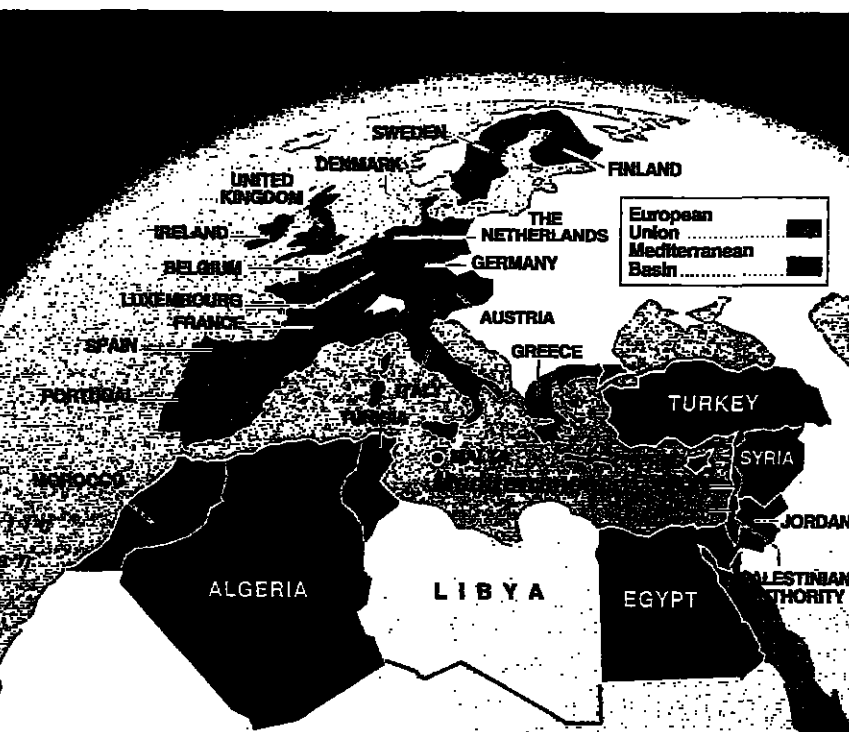 SWEDEN
DENMARK
FINLAND
UNITED
KINGDOM
European
Union
Mediterranean
Basin
THE
NETHERLANDS
IRELAND
BELGIUM
GERMANY
LUXEMBOURG
AUSTRIA
FRANCE
SPAIN
GREECE
PORTUGAL
ITALY
TURKEY
TUNISIA
MALTA
SYRIA
MOROCCO
JORDAN
ALGERIA
LIBYA
EGYPT
PALESTINIAN
AUTHORITY